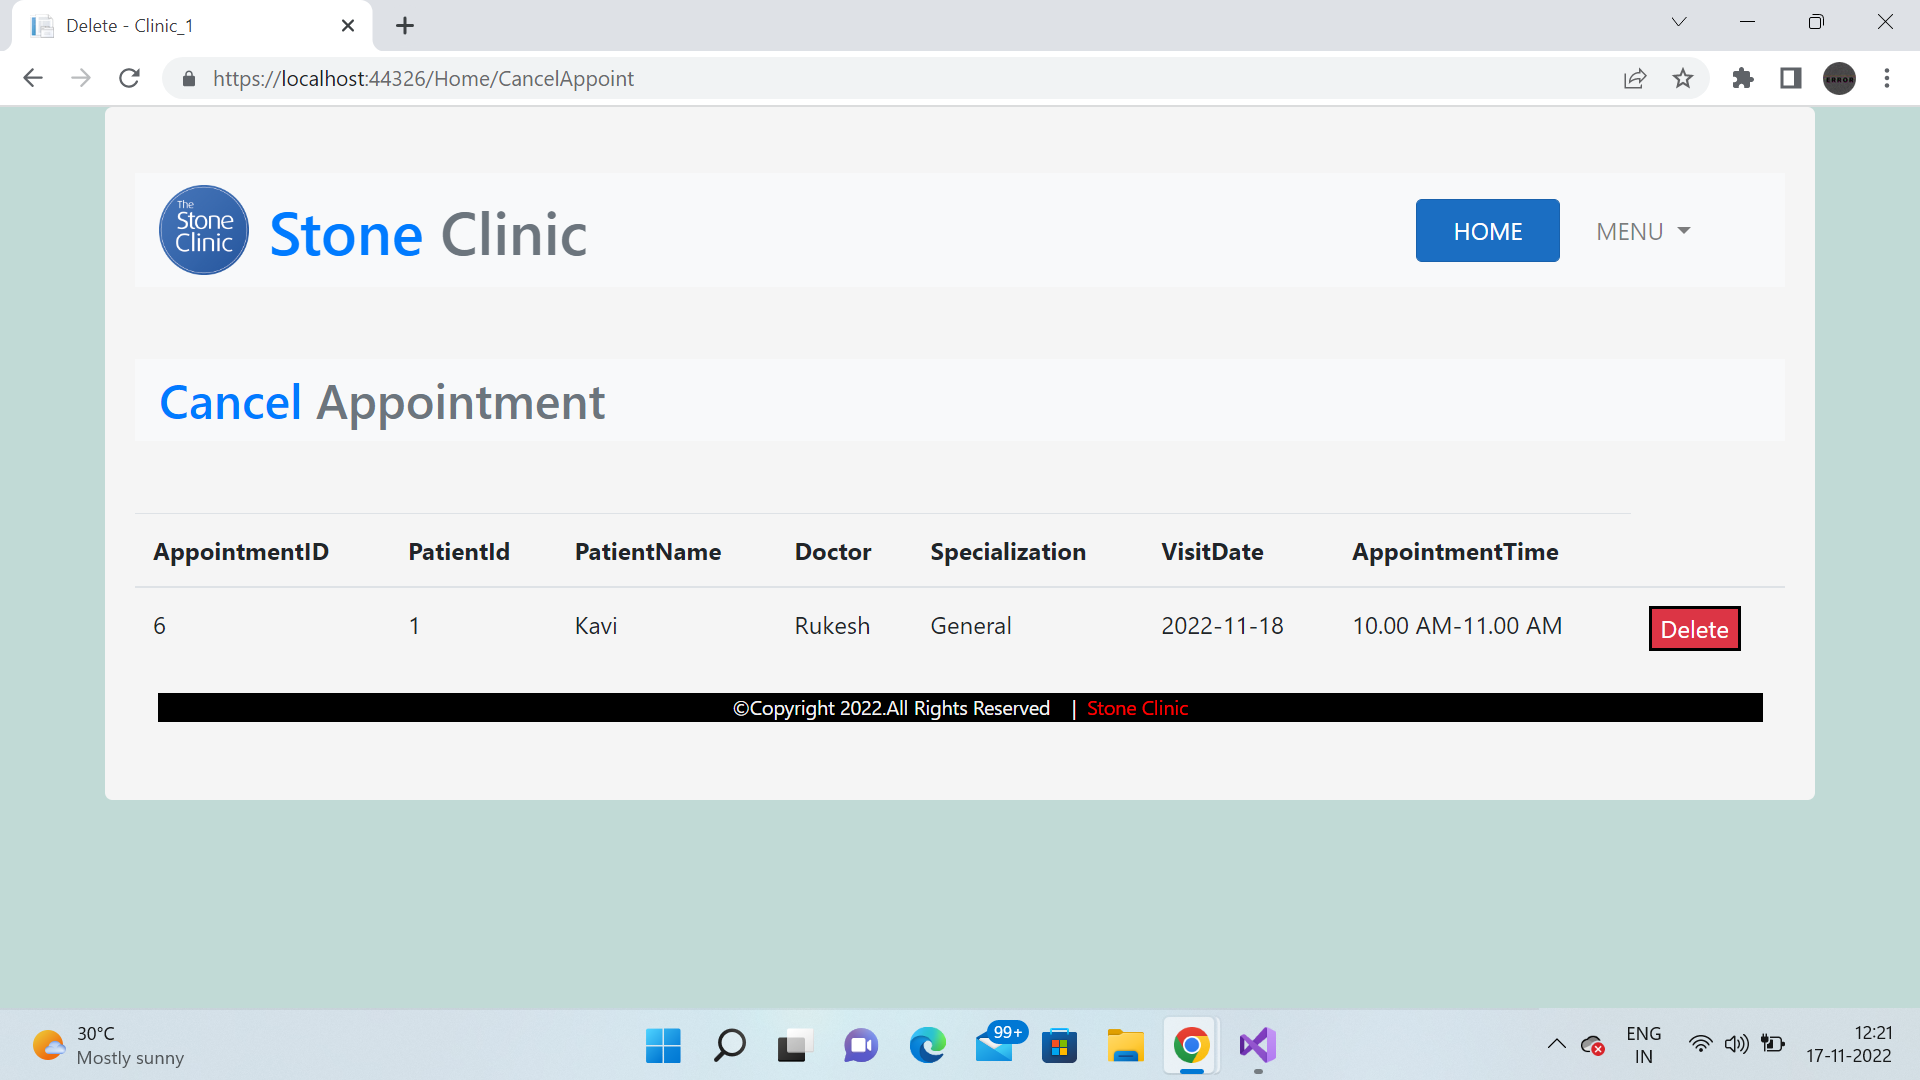 Delete - Clinic_1
https://localhost:44326/Home/CancelAppoint
ERROR
The
Stone
Clinic
Stone Clinic
HOME
MENU
Cancel Appointment
AppointmentID PatientId PatientName Doctor Specialization VisitDate AppointmentTime
6 1 Kavi Rukesh General 2022-11-18 10.00 AM-11.00 AM Delete
©Copyright 2022.All Rights Reserved | Stone Clinic
30°C
Mostly sunny
99+
ENG
IN
12:21
17-11-2022